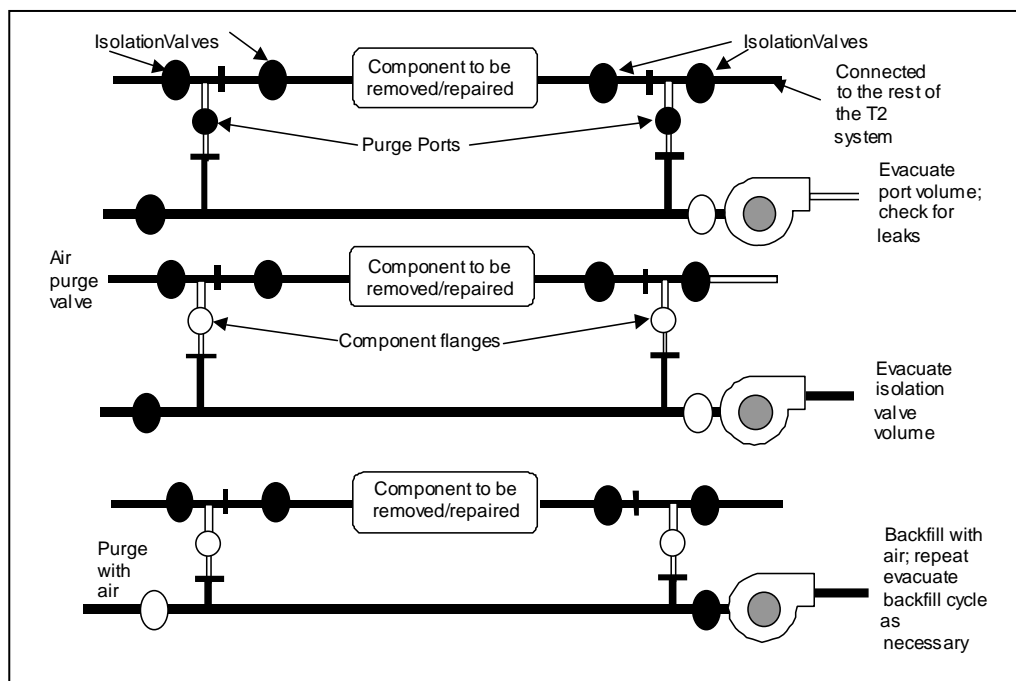 IsolationValves
IsolationValves
Component to be
removed/repaired
Connected
to the rest of
the T2
system
Purge Ports
Evacuate
port volume;
check for
leaks
Air
purge
valve
Component to be
removed/repaired
Component flanges
Evacuate
isolation
valve
volume
Component to be
removed/repaired
Purge
with
air
Backfill with
air; repeat
evacuate
backfill cycle
as
necessary